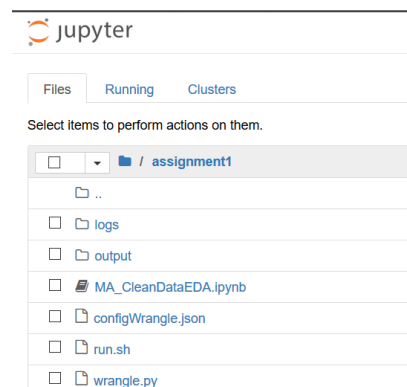 jupyter
Files Running Clusters
Select items to perform actions on them.
/ assignment1
..
logs
output
MA_CleanDataEDA.ipynb
configWrangle.json
run.sh
wrangle.py